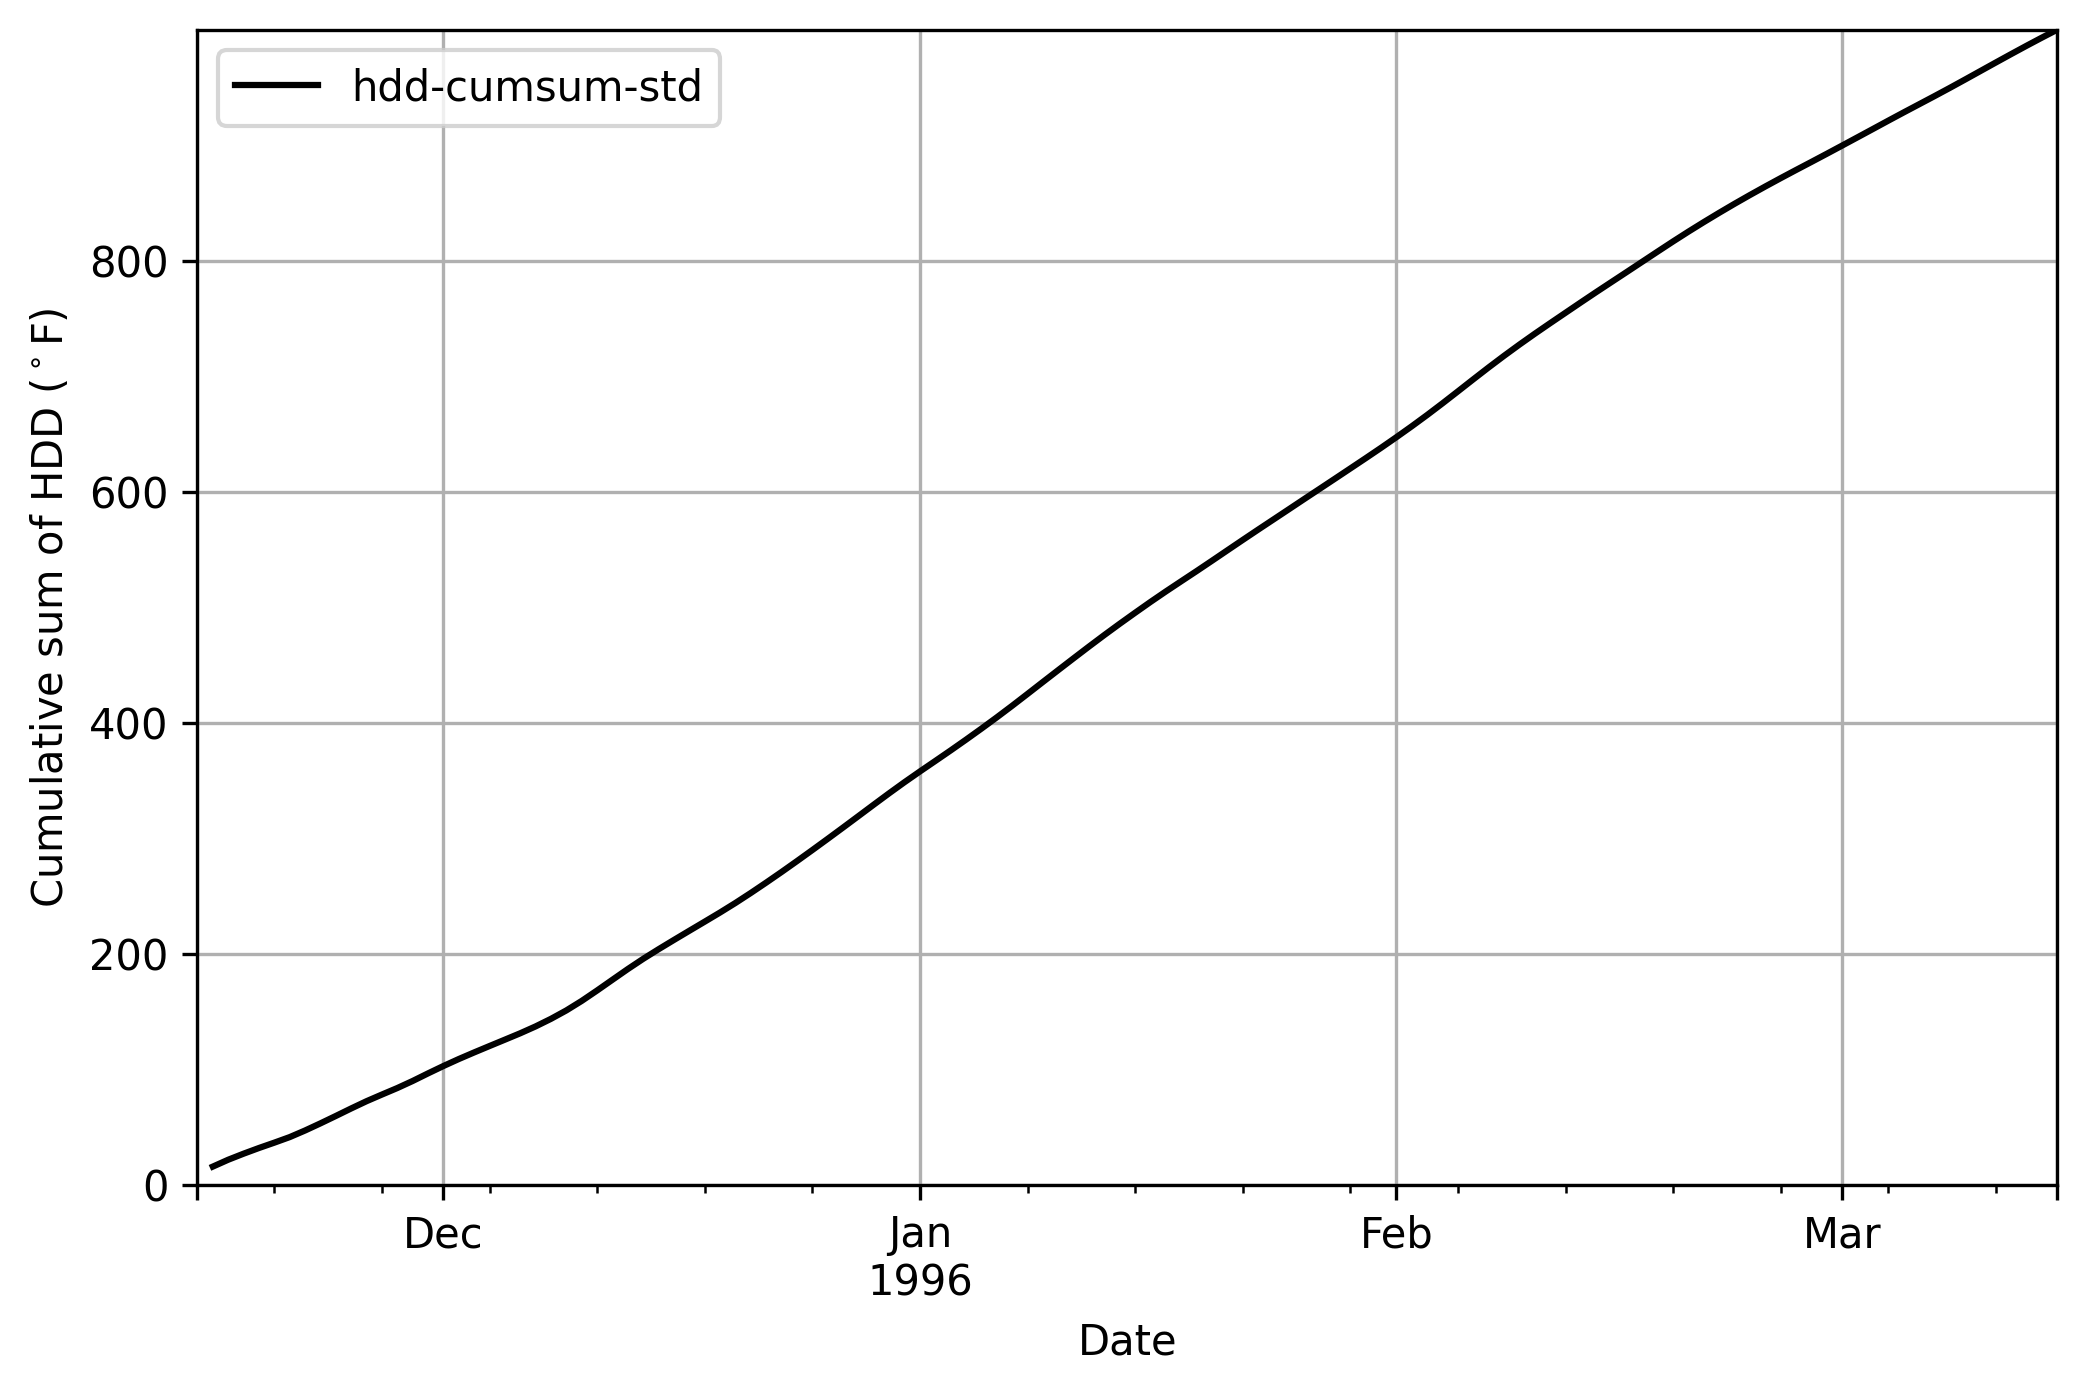 hdd-cumsum-std
800
600
400
200
0
Cumulative sum of HDD (°F)
Dec
Jan
1996
Feb
Mar
Date